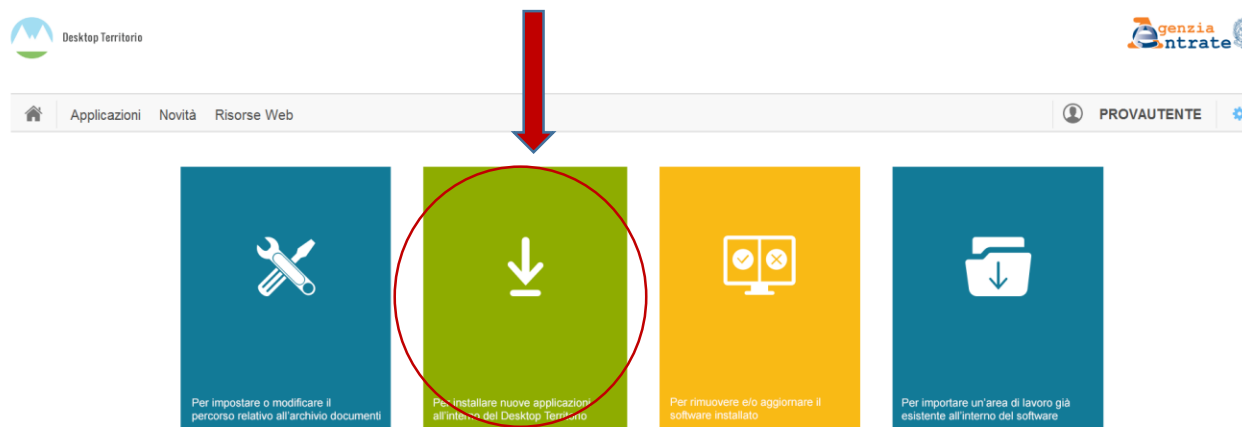 Desktop Territorio
Agenzia
Entrate
Applicazioni Novità Risorse Web
PROVAUTENTE
Per impostare o modificare il
percorso relativo all'archivio documenti
Per installare nuove applicazioni
all'interno del Desktop Territorio
Per rimuovere e/o aggiornare il
software installato
Per importare un'area di lavoro già
esistente all'interno del software